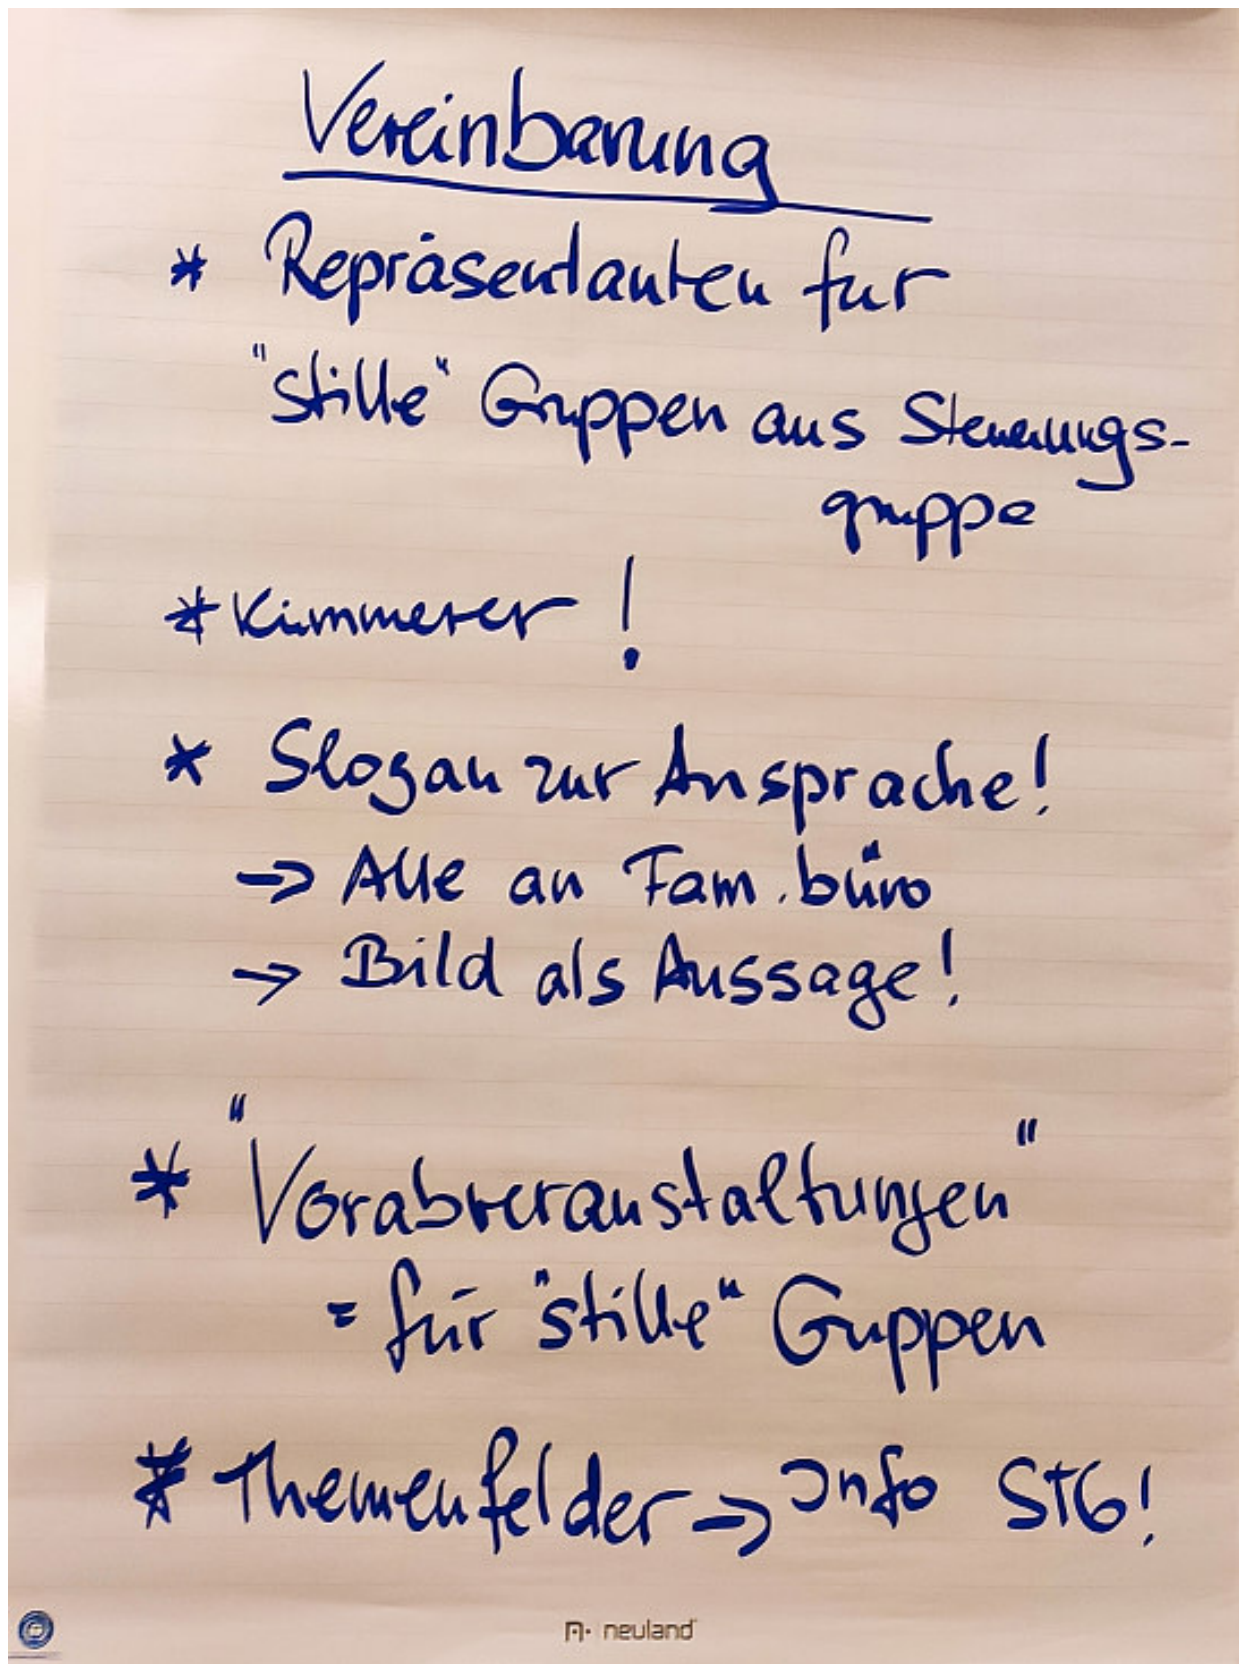 Vereinbarung
* Repräsentanten für
"stille" Gruppen aus Steuerungs-
gruppe
* Kümmerer !
* Slogan zur Ansprache!
-> Alle an Fam.büro
-> Bild als Aussage!
* "Vorabveranstaltungen"
= für "stille" Gruppen
* Themenfelder -> Info STG!
neuland